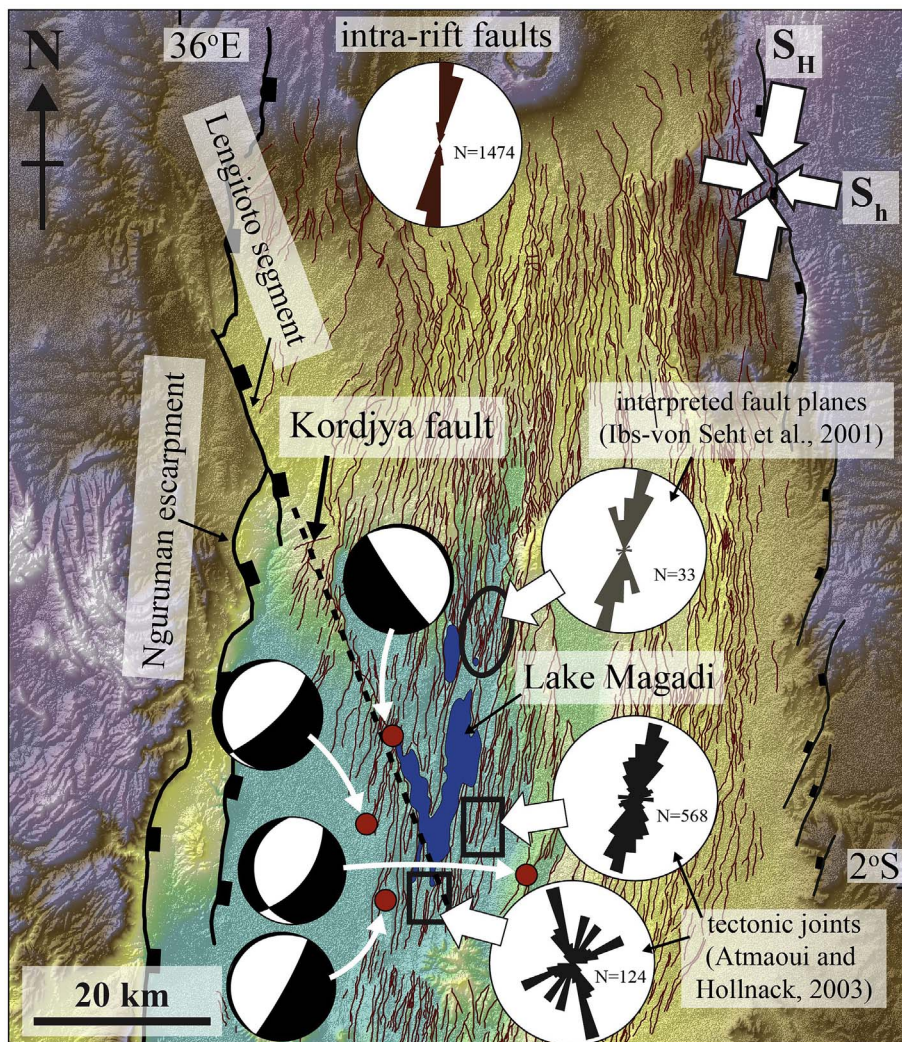 N
36°E
intra-rift faults
N=1474
S_H
S_h
Lengitoto
segment
Nguruman escarpment
Kordjya fault
interpreted fault planes
(Ibs-von Seht et al., 2001)
N=33
Lake Magadi
N=568
2°S
tectonic joints
(Atmaoui and
Hollnack, 2003)
N=124
20 km